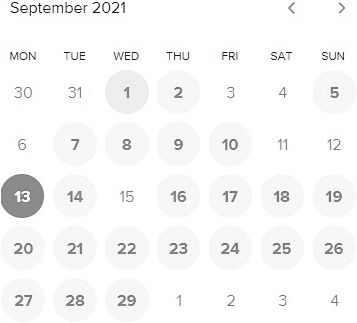 September 2021
MON TUE WED THU FRI SAT SUN
30 31 1 2 3 4 5
6 7 8 9 10 11 12
13 14 15 16 17 18 19
20 21 22 23 24 25 26
27 28 29 1 2 3 4